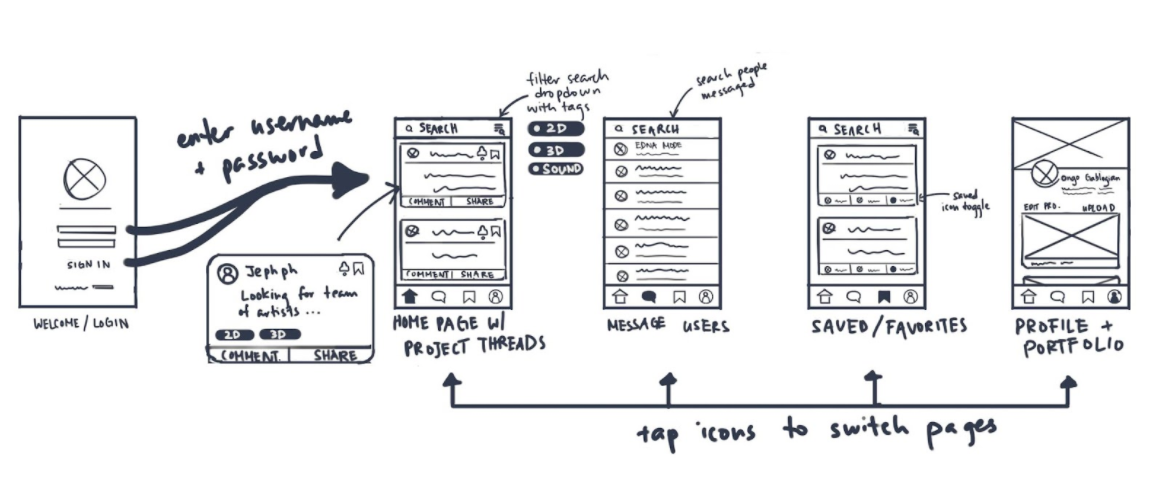 enter username
+ password
SIGN IN
WELCOME / LOGIN
Jephph
Looking for team
of artists ...
2D 3D
COMMENT. SHARE
filter search
dropdown
with tags
2D
3D
SOUND
SEARCH
COMMENT SHARE
COMMENT SHARE
HOME PAGE W/
PROJECT THREADS
search people
messaged
SEARCH
EDNA MODE
MESSAGE USERS
SEARCH
saved
icon toggle
SAVED / FAVORITES
Ongo Gablogian
EDIT PRO. UPLOAD
PROFILE +
PORTFOLIO
tap icons to switch pages